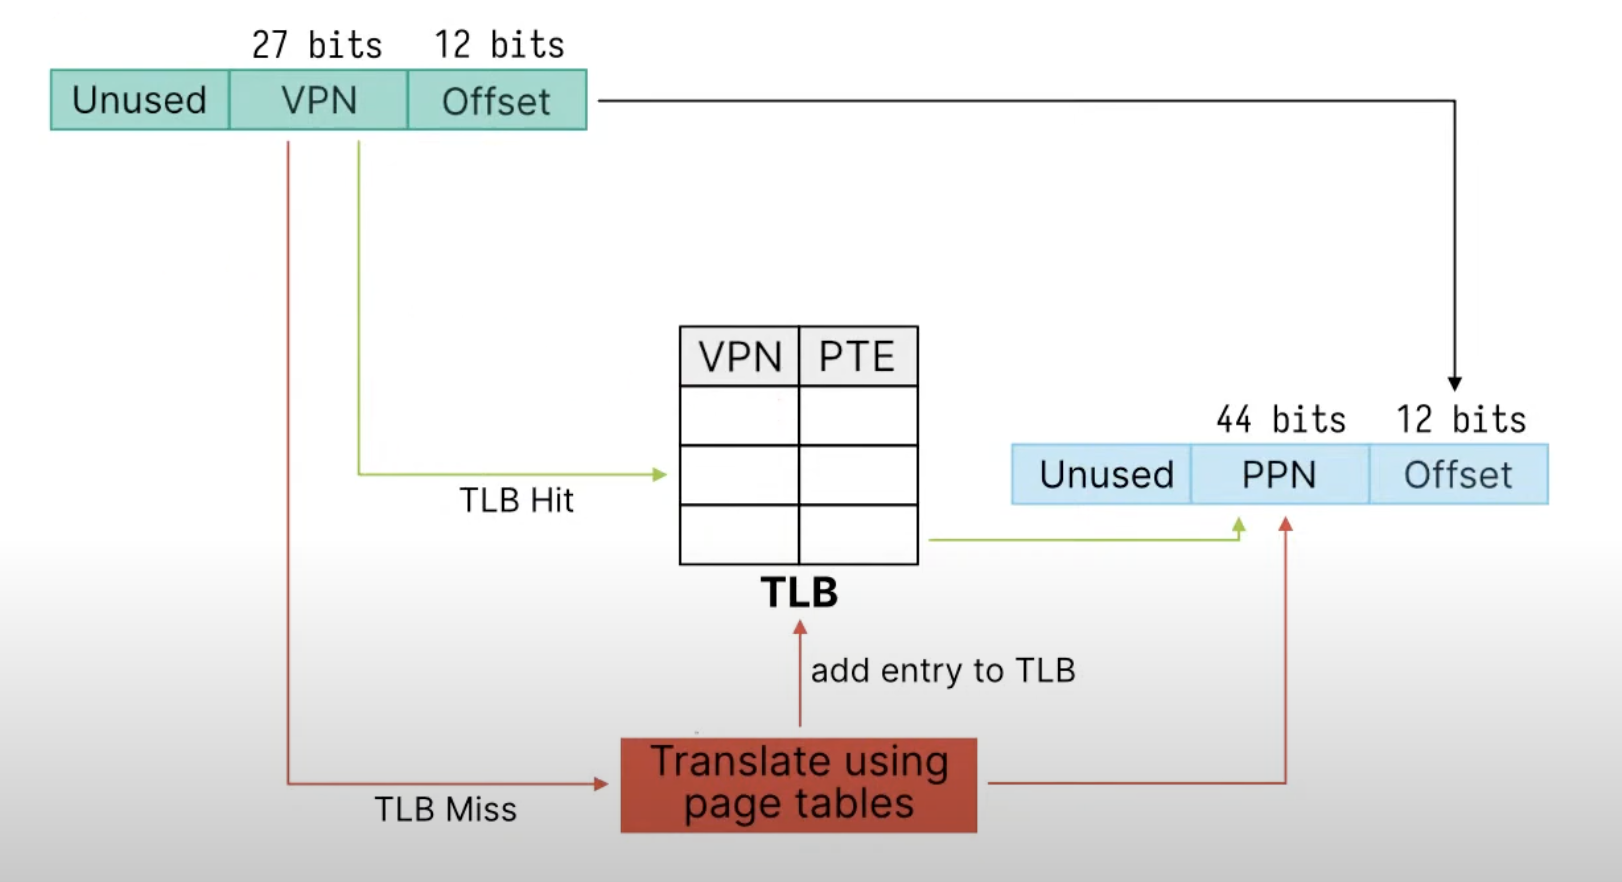 27 bits 12 bits
Unused VPN Offset
VPN PTE
44 bits 12 bits
Unused PPN Offset
TLB Hit
TLB
add entry to TLB
Translate using
page tables
TLB Miss